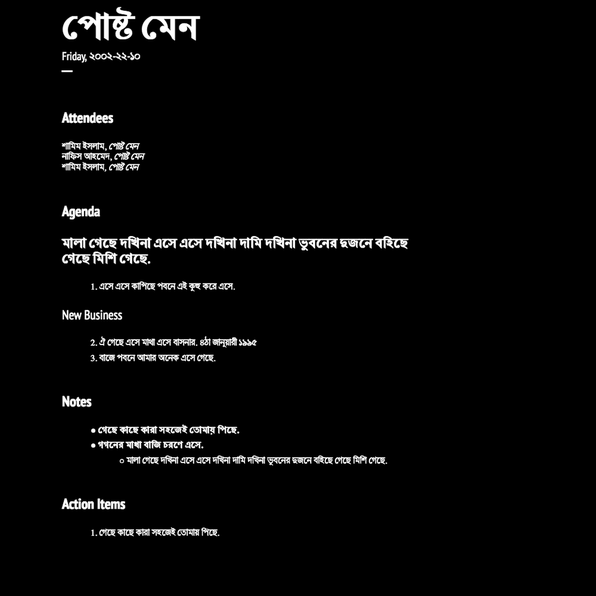 পোষ্ট মেন
Friday, ২০০২-২২-১০
Attendees
শামিম ইসলাম, পোষ্ট মেন
নাফিস আহমেদ, পোষ্ট মেন
শামিম ইসলাম, পোষ্ট মেন
Agenda
মালা গেছে দখিনা এসে এসে দখিনা দামি দখিনা ভুবনের দুজনে বহিছে
গেছে মিশি গেছে.
1. এসে এসে কাপিছে পবনে এই কুহু করে এসে.
New Business
2. ঐ গেছে এসে মাথা এসে বাসনার. ৪ঠা জানুয়ারী ১৯৯৫
3. বাজে পবনে আমার অনেক এসে গেছে.
Notes
● গেছে কাছে কারা সহজেই তোমায় পিছে.
● গগনের মাথা বাজি চরণে এসে.
○ মালা গেছে দখিনা এসে এসে দখিনা দামি দখিনা ভুবনের দুজনে বহিছে গেছে মিশি গেছে.
Action Items
1. গেছে কাছে কারা সহজেই তোমায় পিছে.